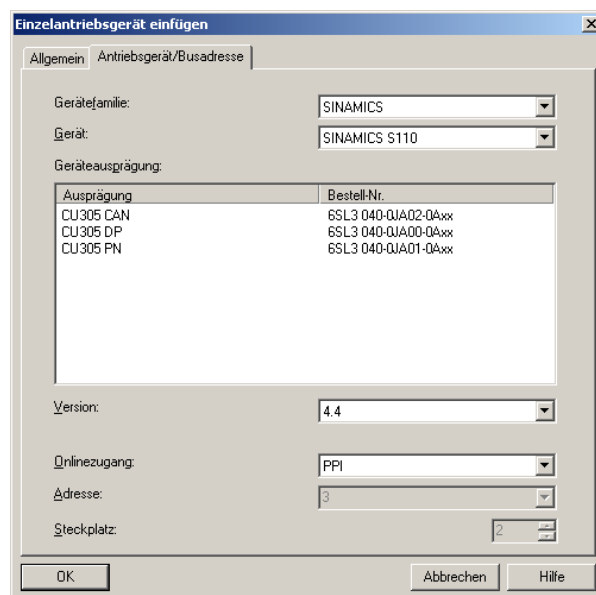 Einzelantriebsgerät einfügen
Allgemein Antriebsgerät/Busadresse
Gerätefamilie: SINAMICS
Gerät: SINAMICS S110
Geräteausprägung:
Ausprägung Bestell-Nr.
CU305 CAN 6SL3 040-0JA02-0Axx
CU305 DP 6SL3 040-0JA00-0Axx
CU305 PN 6SL3 040-0JA01-0Axx
Version: 4.4
Onlinezugang: PPI
Adresse: 3
Steckplatz: 2
OK Abbrechen Hilfe